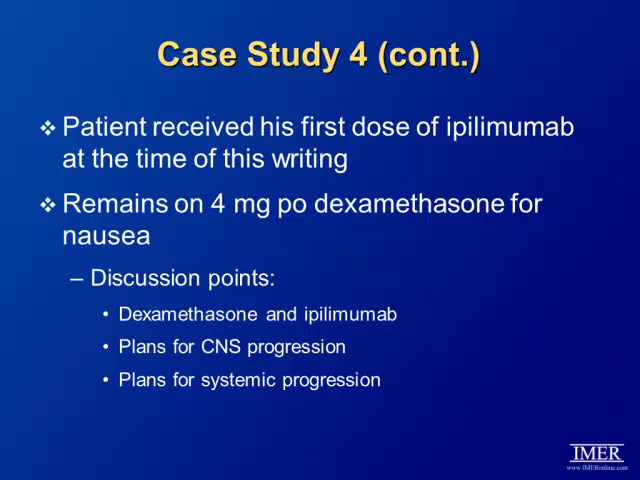 Case Study 4 (cont.)
❖ Patient received his first dose of ipilimumab
at the time of this writing
❖ Remains on 4 mg po dexamethasone for
nausea
– Discussion points:
• Dexamethasone and ipilimumab
• Plans for CNS progression
• Plans for systemic progression
IMER
www.IMERonline.com